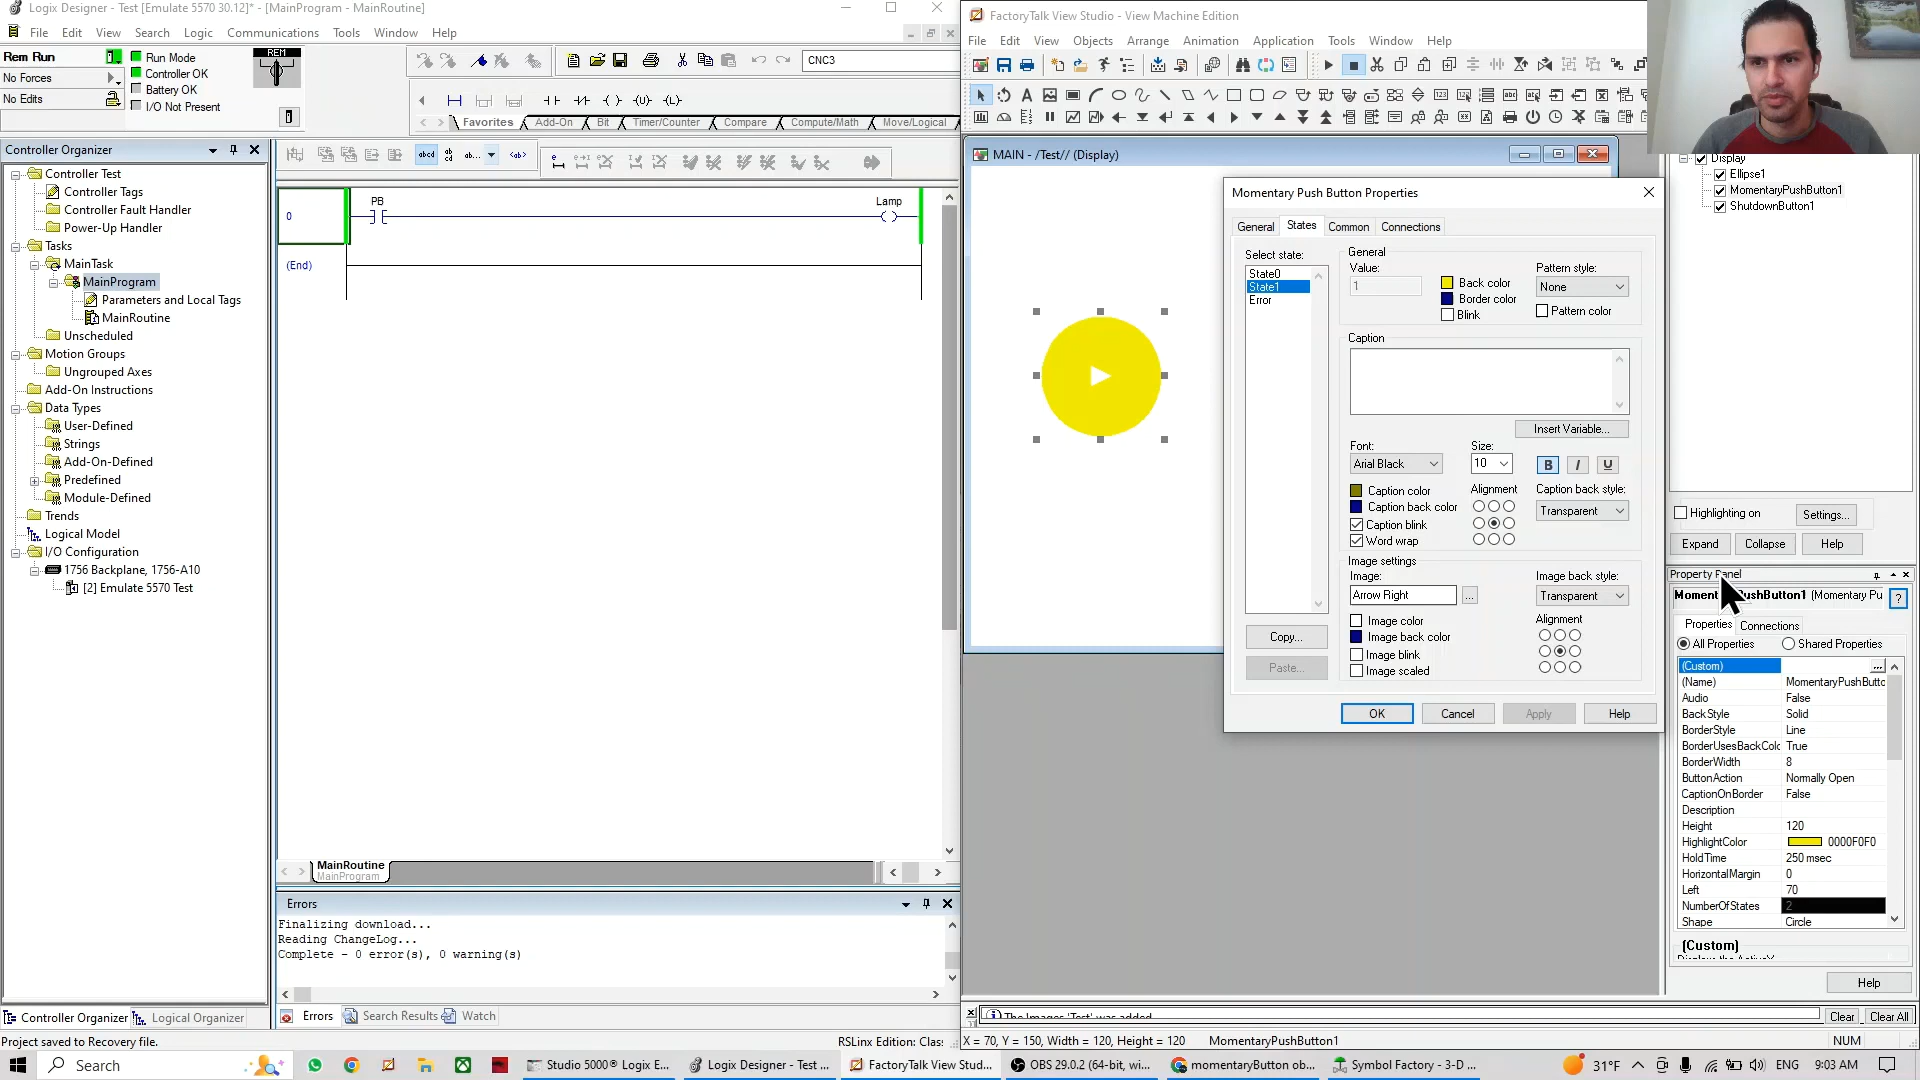 Logix Designer - Test [Emulate 5570 30.12]* - [MainProgram - MainRoutine]
File Edit View Search Logic Communications Tools Window Help
Rem Run
No Forces
No Edits
Run Mode
Controller OK
Battery OK
I/O Not Present
REM
CNC3
Favorites Add-On Bit Timer/Counter Compare Compute/Math Move/Logical
Controller Organizer
Controller Test
Controller Tags
Controller Fault Handler
Power-Up Handler
Tasks
MainTask
MainProgram
Parameters and Local Tags
MainRoutine
Unscheduled
Motion Groups
Ungrouped Axes
Add-On Instructions
Data Types
User-Defined
Strings
Add-On-Defined
Predefined
Module-Defined
Trends
Logical Model
I/O Configuration
1756 Backplane, 1756-A10
[2] Emulate 5570 Test
Controller Organizer Logical Organizer
0
PB
Lamp
(End)
MainRoutine
MainProgram
Errors
Finalizing download...
Reading ChangeLog...
Complete - 0 error(s), 0 warning(s)
Errors Search Results Watch
Project saved to Recovery file.
RSLinx Edition: Clas
FactoryTalk View Studio - View Machine Edition
File Edit View Objects Arrange Animation Application Tools Window Help
MAIN - /Test// (Display)
Momentary Push Button Properties
General States Common Connections
Select state:
State0
State1
Error
Copy...
Paste...
General
Value:
1
Back color
Border color
Blink
Pattern style:
None
Pattern color
Caption
Insert Variable...
Font:
Arial Black
Size:
10
B I U
Caption color
Caption back color
Caption blink
Word wrap
Alignment
Caption back style:
Transparent
Image settings
Image:
Arrow Right
...
Image back style:
Transparent
Image color
Image back color
Image blink
Image scaled
Alignment
OK Cancel Apply Help
Display
Ellipse1
MomentaryPushButton1
ShutdownButton1
Highlighting on
Settings...
Expand Collapse Help
Property Panel
(Momentary Pu
Properties Connections
All Properties Shared Properties
(Custom)
(Name) MomentaryPushButto
Audio False
BackStyle Solid
BorderStyle Line
BorderUsesBackColo True
BorderWidth 8
ButtonAction Normally Open
CaptionOnBorder False
Description
Height 120
HighlightColor 0000F0F0
HoldTime 250 msec
HorizontalMargin 0
Left 70
NumberOfStates 2
Shape Circle
(Custom)
Help
The Images 'Test' was added
Clear Clear All
X = 70, Y = 150, Width = 120, Height = 120 MomentaryPushButton1
NUM
Search
Studio 5000® Logix E...
Logix Designer - Test ...
FactoryTalk View Stud...
OBS 29.0.2 (64-bit, wi...
momentaryButton ob...
Symbol Factory - 3-D ...
31°F
ENG
9:03 AM